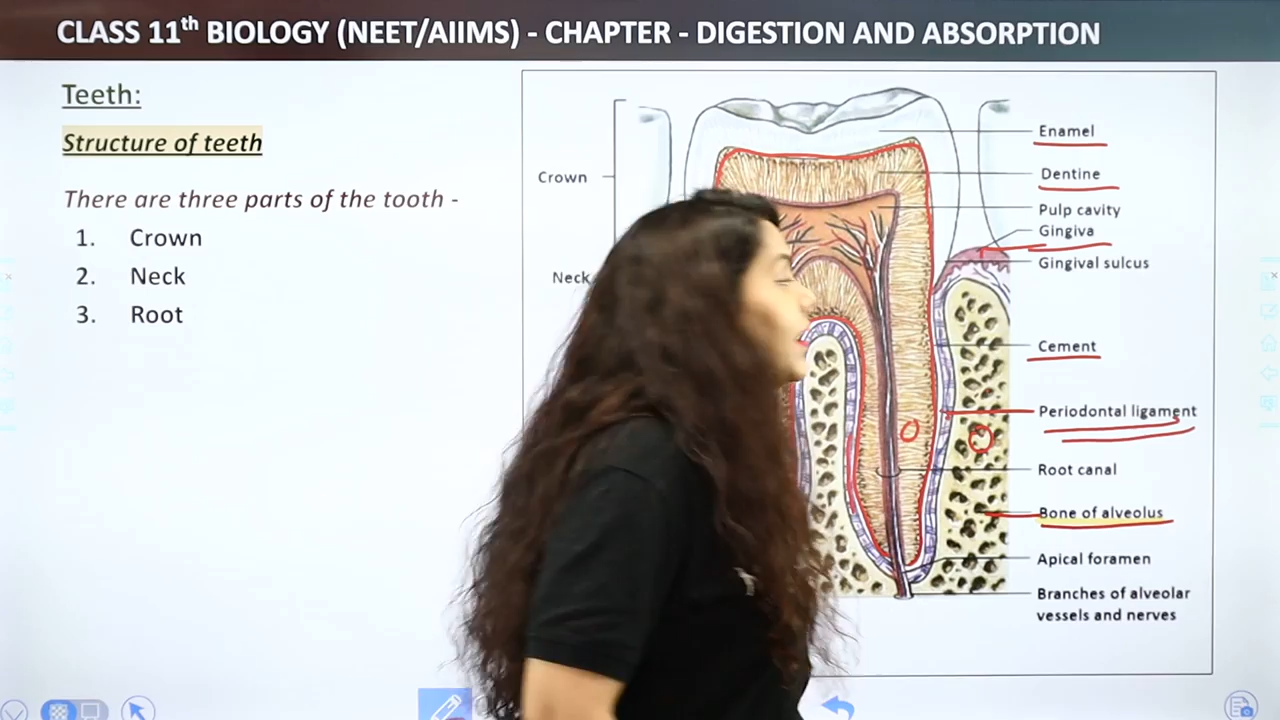 CLASS 11th BIOLOGY (NEET/AIIMS) - CHAPTER - DIGESTION AND ABSORPTION
Teeth:
Structure of teeth
There are three parts of the tooth -
1. Crown
2. Neck
3. Root
Crown
Neck
Enamel
Dentine
Pulp cavity
Gingiva
Gingival sulcus
Cement
Periodontal ligament
Root canal
Bone of alveolus
Apical foramen
Branches of alveolar
vessels and nerves